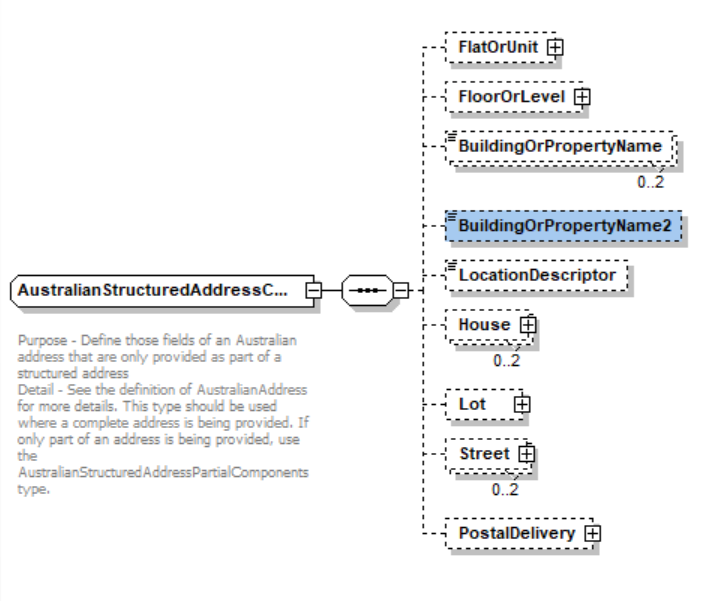 FlatOrUnit
FloorOrLevel
BuildingOrPropertyName
0..2
BuildingOrPropertyName2
AustralianStructuredAddressC...
LocationDescriptor
House
0..2
Purpose - Define those fields of an Australian
address that are only provided as part of a
structured address
Detail - See the definition of AustralianAddress
for more details. This type should be used
where a complete address is being provided. If
only part of an address is being provided, use
the
AustralianStructuredAddressPartialComponents
type.
Lot
Street
0..2
PostalDelivery